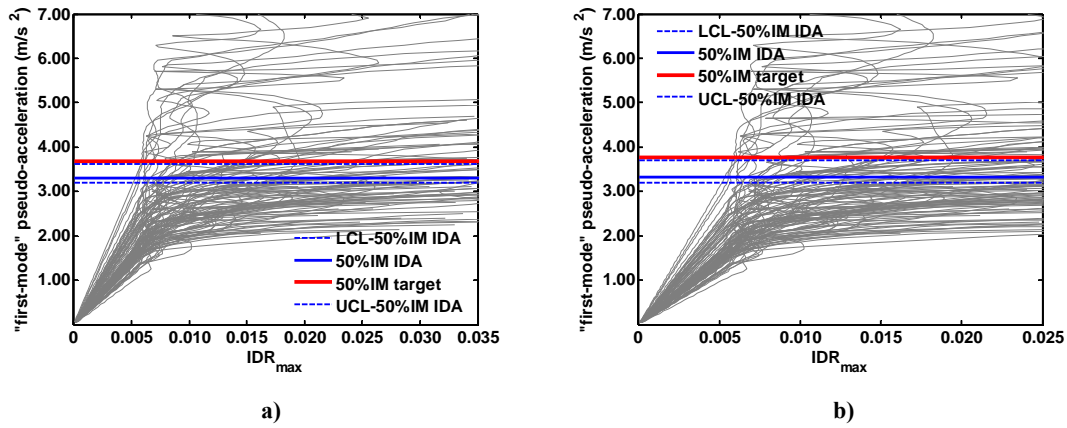 7.00
6.00
5.00
4.00
3.00
2.00
1.00
"first-mode" pseudo-acceleration (m/s 2)
LCL-50%IM IDA
50%IM IDA
50%IM target
UCL-50%IM IDA
0 0.005 0.010 0.015 0.020 0.025 0.030 0.035
IDRmax
a)
7.00
6.00
5.00
4.00
3.00
2.00
1.00
"first-mode" pseudo-acceleration (m/s 2)
LCL-50%IM IDA
50%IM IDA
50%IM target
UCL-50%IM IDA
0 0.005 0.010 0.015 0.020 0.025
IDRmax
b)